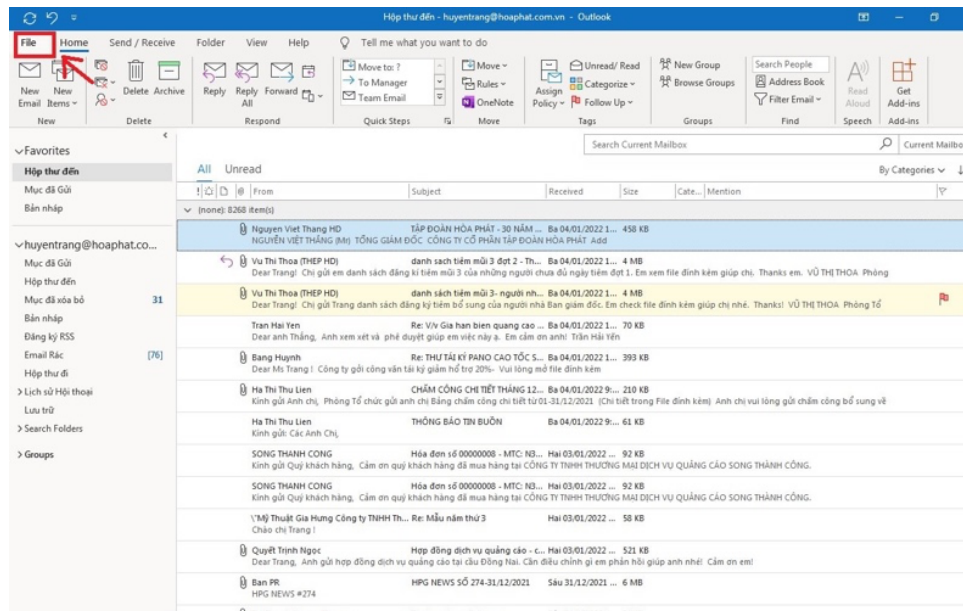 Hộp thư đến - huyentrang@hoaphat.com.vn - Outlook
File Home Send / Receive Folder View Help Tell me what you want to do
New Email New Items Delete Archive Reply Reply All Forward
Move to: ? To Manager Team Email
Move Rules OneNote
Assign Policy Unread/ Read Categorize Follow Up
New Group Browse Groups
Search People Address Book Filter Email
Read Aloud Get Add-ins
New Delete Respond Quick Steps Move Tags Groups Find Speech Add-ins
Favorites
Hộp thư đến
Mục đã Gửi
Bản nháp
huyentrang@hoaphat.co...
Mục đã Gửi
Hộp thư đến
Mục đã xóa bỏ 31
Bản nháp
Đăng ký RSS
Email Rác [76]
Hộp thư đi
Lịch sử Hội thoại
Lưu trữ
Search Folders
Groups
Search Current Mailbox Current Mailbo
All Unread By Categories
! From Subject Received Size Cate... Mention
(none): 8268 item(s)
Nguyen Viet Thang HD TẬP ĐOÀN HÒA PHÁT - 30 NĂM ... Ba 04/01/2022 1... 458 KB
NGUYỄN VIỆT THẮNG (Mr) TỔNG GIÁM ĐỐC CÔNG TY CỔ PHẦN TẬP ĐOÀN HÒA PHÁT Add
Vu Thi Thoa (THEP HD) danh sach tiêm mũi 3 đợt 2 - Th... Ba 04/01/2022 1... 4 MB
Dear Trang! Chị gửi em danh sách đăng kí tiêm mũi 3 của những người chưa đủ ngày tiêm đợt 1. Em xem file đính kèm giúp chị. Thanks em. VŨ THỊ THOA Phòng
Vu Thi Thoa (THEP HD) danh sách tiêm mũi 3- người nh... Ba 04/01/2022 1... 4 MB
Dear Trang! Chị gửi Trang danh sách đăng ký tiêm bổ sung của người nhà Ban giám đốc. Em check file đính kèm giúp chị nhé. Thanks! VŨ THỊ THOA Phòng Tổ
Tran Hai Yen Re: V/v Gia han bien quang cao ... Ba 04/01/2022 1... 70 KB
Dear anh Thắng, Anh xem xét và phê duyệt giúp em việc này ạ. Em cảm ơn anh! Trần Hải Yến
Bang Huynh Re: THƯ TÁI KÝ PANO CAO TỐC S... Ba 04/01/2022 1... 393 KB
Dear Ms Trang ! Công ty gởi công văn tái ký giảm hổ trợ 20%- Vui lòng mở file đính kèm
Ha Thi Thu Lien CHẤM CÔNG CHI TIẾT THÁNG 12... Ba 04/01/2022 9:... 210 KB
Kính gửi Anh chị, Phòng Tổ chức gửi anh chị Bảng chấm công chi tiết từ 01-31/12/2021 (Chi tiết trong File đính kèm) Anh chị vui lòng gửi chấm công bổ sung về
Ha Thi Thu Lien THÔNG BÁO TIN BUỒN Ba 04/01/2022 9:... 61 KB
Kính gửi: Các Anh Chị,
SONG THANH CONG Hóa đơn số 00000008 - MTC: N3... Hai 03/01/2022 ... 92 KB
Kính gửi Quý khách hàng, Cảm ơn quý khách hàng đã mua hàng tại CÔNG TY TNHH THƯƠNG MẠI DỊCH VỤ QUẢNG CÁO SONG THÀNH CÔNG.
SONG THANH CONG Hóa đơn số 00000008 - MTC: N3... Hai 03/01/2022 ... 92 KB
Kính gửi Quý khách hàng, Cảm ơn quý khách hàng đã mua hàng tại CÔNG TY TNHH THƯƠNG MẠI DỊCH VỤ QUẢNG CÁO SONG THÀNH CÔNG.
\"Mỹ Thuật Gia Hưng Công ty TNHH Th... Re: Mẫu năm thứ 3 Hai 03/01/2022 ... 58 KB
Chào chị Trang !
Quyết Trịnh Ngọc Hợp đồng dịch vụ quảng cáo - c... Hai 03/01/2022 ... 521 KB
Dear Trang, Anh gửi hợp đồng dịch vụ quảng cáo tại cầu Đồng Nai. Cần điều chỉnh gì em phản hồi giúp anh nhé! Cảm ơn em!
Ban PR HPG NEWS SỐ 274-31/12/2021 Sáu 31/12/2021 ... 6 MB
HPG NEWS #274